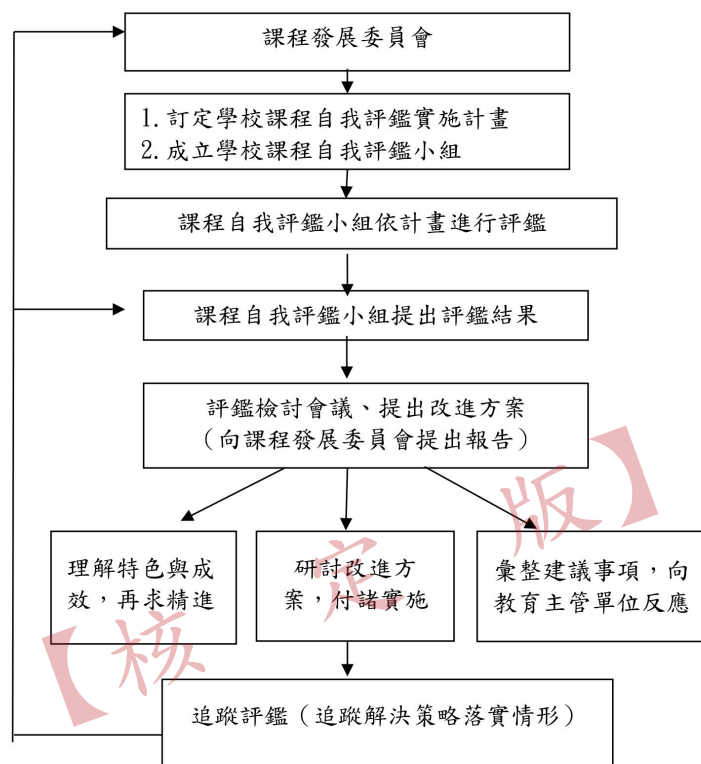 課程發展委員會
1.訂定學校課程自我評鑑實施計畫
2.成立學校課程自我評鑑小組
課程自我評鑑小組依計畫進行評鑑
課程自我評鑑小組提出評鑑結果
評鑑檢討會議、提出改進方案
（向課程發展委員會提出報告）
理解特色與成
效，再求精進
研討改進方
案，付諸實施
彙整建議事項，向
教育主管單位反應
追蹤評鑑（追蹤解決策略落實情形）
【核定版】